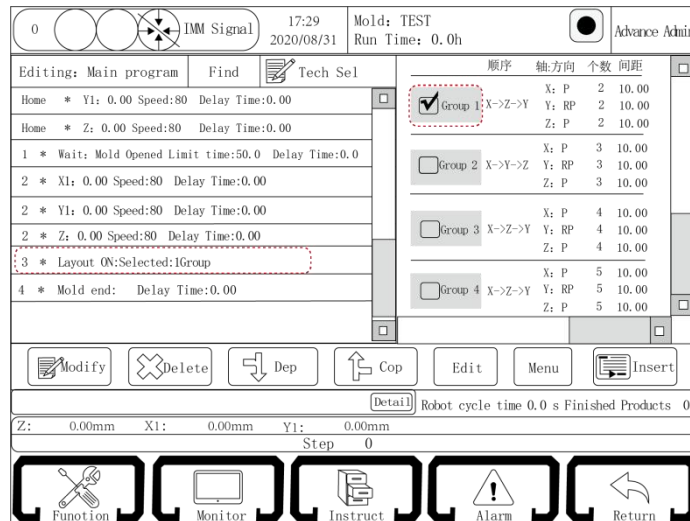 0 IMM Signal 17:29 2020/08/31 Mold: TEST Run Time: 0.0h Advance Admin
Editing: Main program Find Tech Sel
Home * Y1: 0.00 Speed:80 Delay Time:0.00
Home * Z: 0.00 Speed:80 Delay Time:0.00
1 * Wait: Mold Opened Limit time:50.0 Delay Time:0.0
2 * X1: 0.00 Speed:80 Delay Time:0.00
2 * Y1: 0.00 Speed:80 Delay Time:0.00
2 * Z: 0.00 Speed:80 Delay Time:0.00
3 * Layout ON:Selected:1Group
4 * Mold end: Delay Time:0.00
顺序 轴:方向 个数 间距
X: P 2 10.00
Group 1 X->Z->Y Y: RP 2 10.00
Z: P 2 10.00
X: P 3 10.00
Group 2 X->Y->Z Y: RP 3 10.00
Z: P 3 10.00
X: P 4 10.00
Group 3 X->Z->Y Y: RP 4 10.00
Z: P 4 10.00
X: P 5 10.00
Group 4 X->Z->Y Y: RP 5 10.00
Z: P 5 10.00
Modify Delete Dep Cop Edit Menu Insert
Detail Robot cycle time 0.0 s Finished Products 0
Z: 0.00mm X1: 0.00mm Y1: 0.00mm
Step 0
Funotion Monitor Instruct Alarm Return